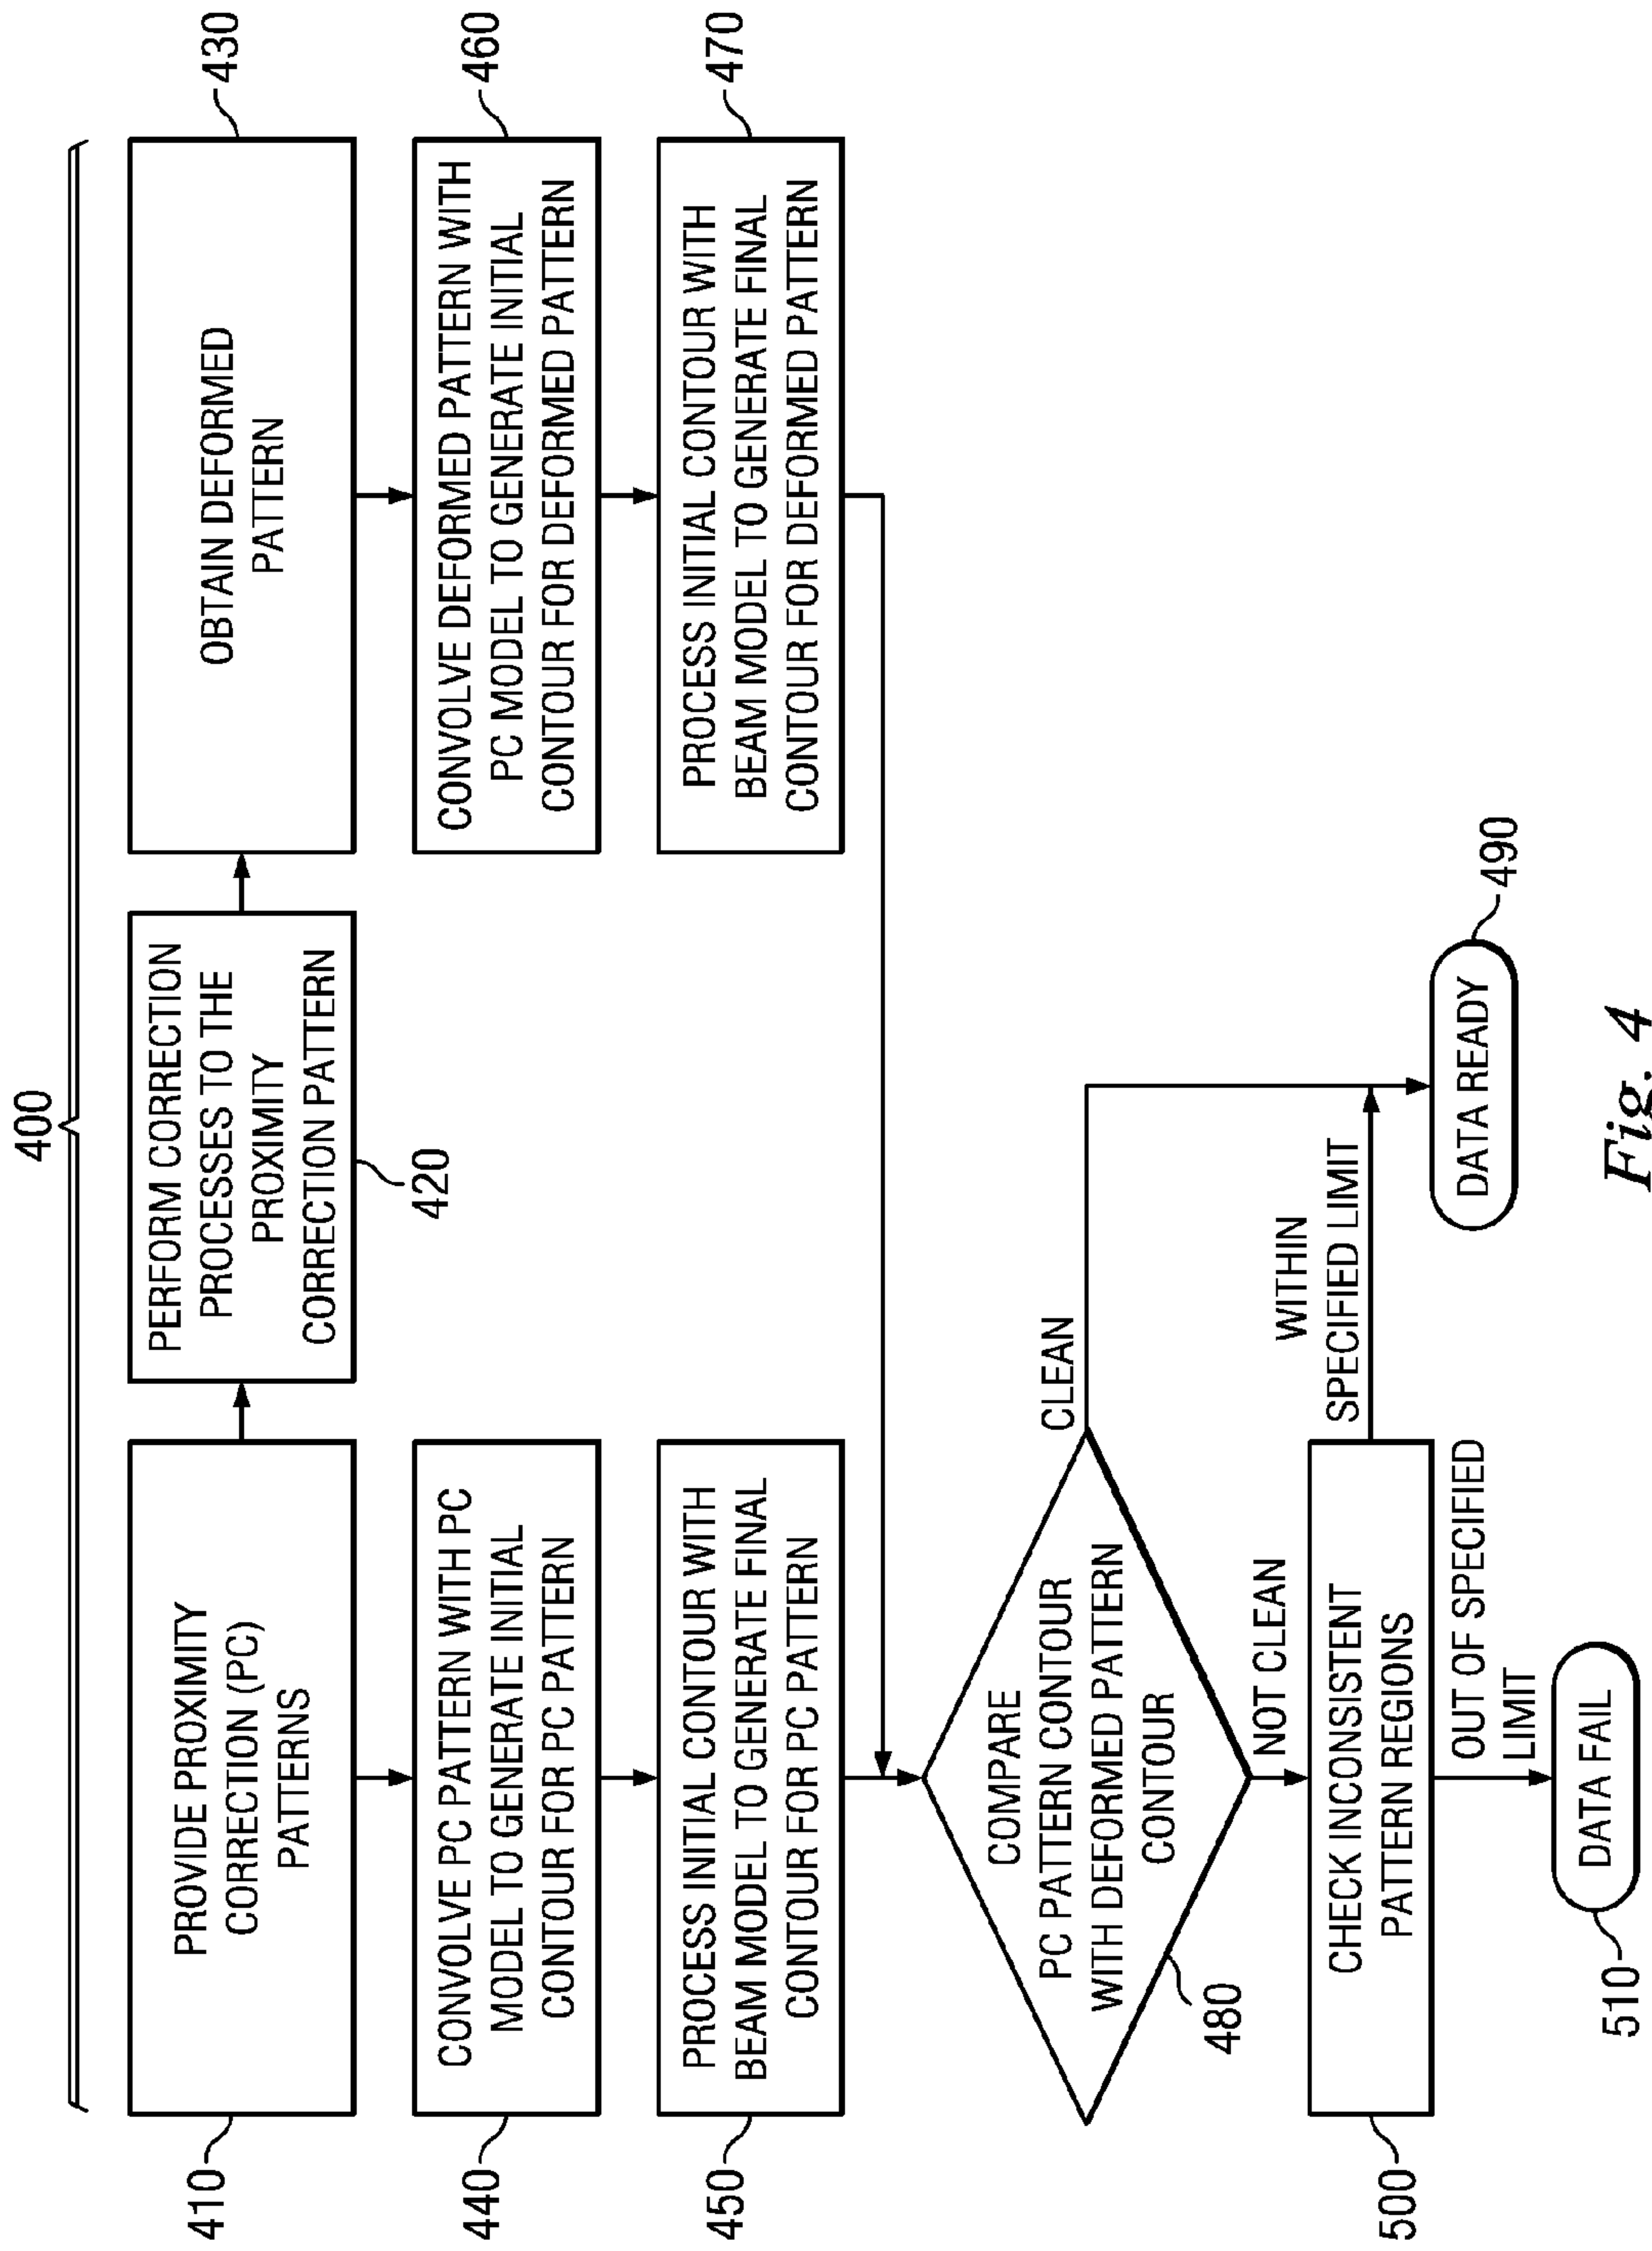 400
PROVIDE PROXIMITY
CORRECTION (PC)
PATTERNS
410
PERFORM CORRECTION
PROCESSES TO THE
PROXIMITY
CORRECTION PATTERN
420
OBTAIN DEFORMED
PATTERN
430
CONVOLVE PC PATTERN WITH PC
MODEL TO GENERATE INITIAL
CONTOUR FOR PC PATTERN
440
CONVOLVE DEFORMED PATTERN WITH
PC MODEL TO GENERATE INITIAL
CONTOUR FOR DEFORMED PATTERN
460
PROCESS INITIAL CONTOUR WITH
BEAM MODEL TO GENERATE FINAL
CONTOUR FOR PC PATTERN
450
PROCESS INITIAL CONTOUR WITH
BEAM MODEL TO GENERATE FINAL
CONTOUR FOR DEFORMED PATTERN
470
COMPARE
PC PATTERN CONTOUR
WITH DEFORMED PATTERN
CONTOUR
480
CLEAN
NOT CLEAN
CHECK INCONSISTENT
PATTERN REGIONS
500
WITHIN
SPECIFIED LIMIT
DATA READY
490
OUT OF SPECIFIED
LIMIT
DATA FAIL
510
Fig. 4